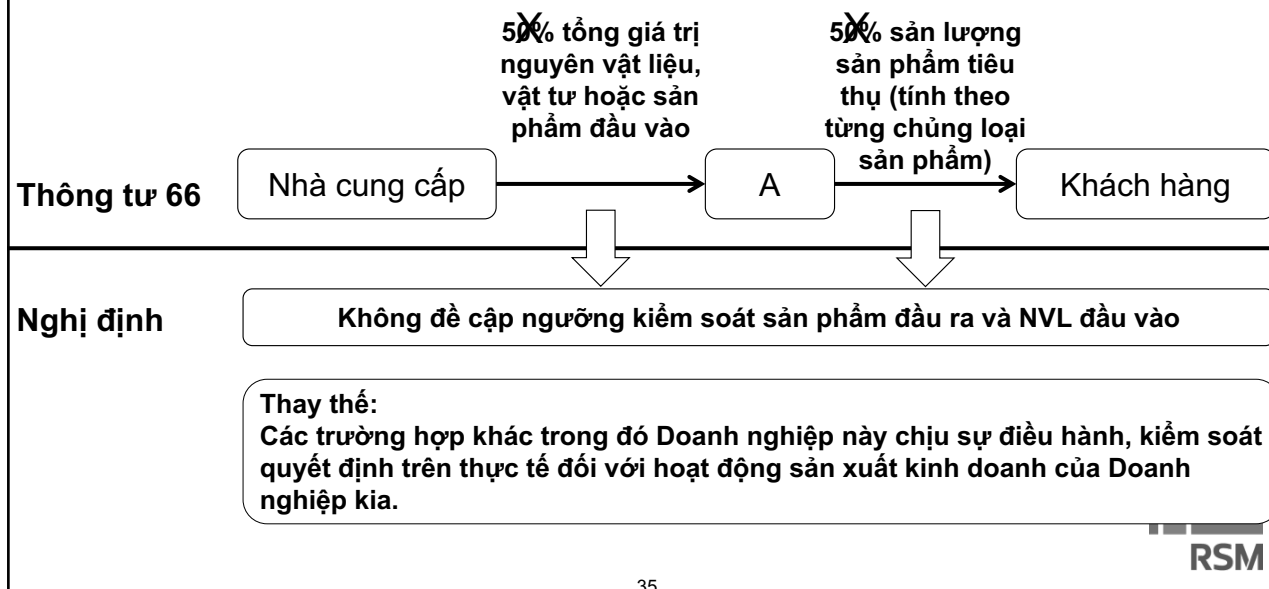 50% tổng giá trị
nguyên vật liệu,
vật tư hoặc sản
phẩm đầu vào
50% sản lượng
sản phẩm tiêu
thụ (tính theo
từng chủng loại
sản phẩm)
Thông tư 66
Nhà cung cấp
A
Khách hàng
Nghị định
Không đề cập ngưỡng kiểm soát sản phẩm đầu ra và NVL đầu vào
Thay thế:
Các trường hợp khác trong đó Doanh nghiệp này chịu sự điều hành, kiểm soát
quyết định trên thực tế đối với hoạt động sản xuất kinh doanh của Doanh
nghiệp kia.
RSM
35